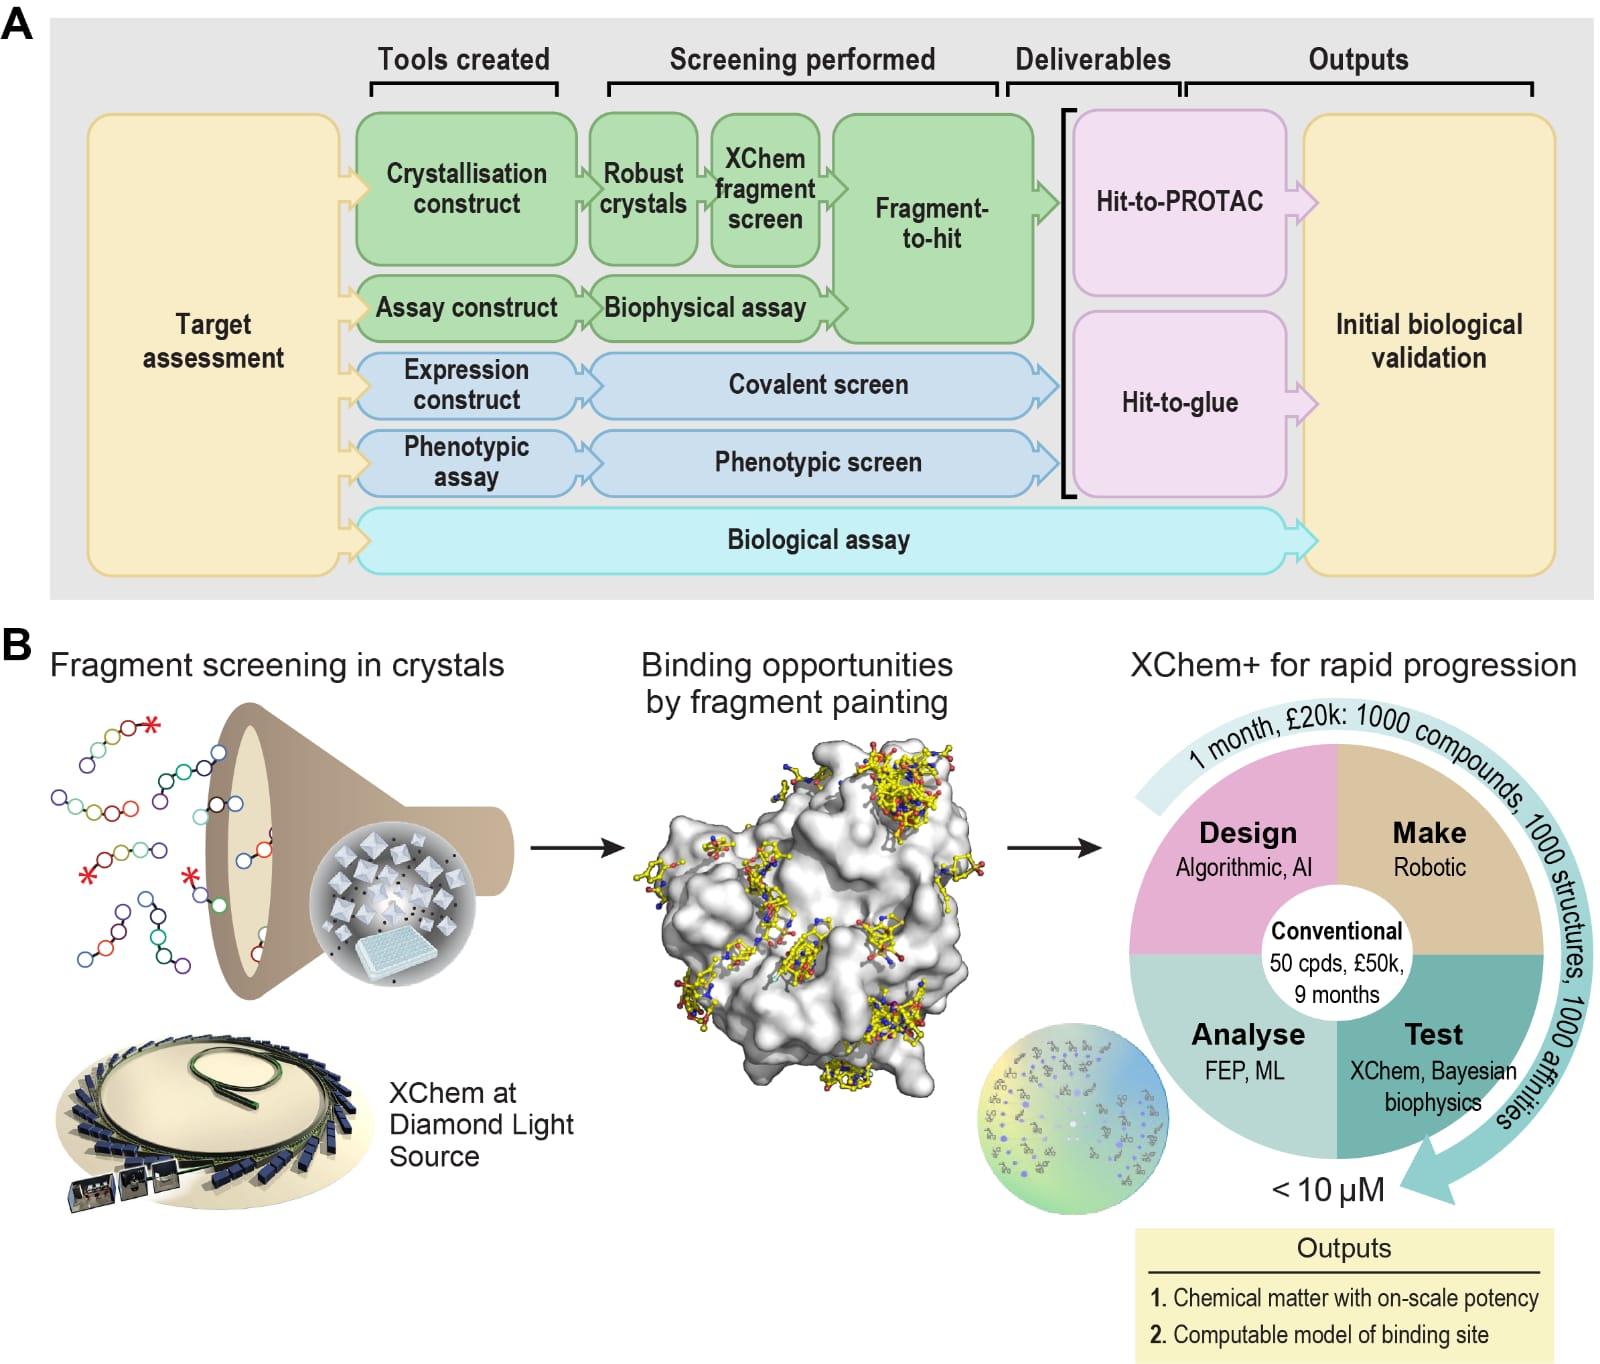 A
Tools created
Screening performed
Deliverables
Outputs
Target
assessment
Crystallisation
construct
Robust
crystals
XChem
fragment
screen
Fragment-
to-hit
Assay construct
Biophysical assay
Expression
construct
Covalent screen
Phenotypic
assay
Phenotypic screen
Biological assay
Hit-to-PROTAC
Hit-to-glue
Initial biological
validation
B
Fragment screening in crystals
XChem at
Diamond Light
Source
Binding opportunities
by fragment painting
XChem+ for rapid progression
1 month, £20k: 1000 compounds, 1000 structures, 1000 affinities
Design
Algorithmic, AI
Make
Robotic
Conventional
50 cpds, £50k,
9 months
Analyse
FEP, ML
Test
XChem, Bayesian
biophysics
< 10 µM
Outputs
1. Chemical matter with on-scale potency
2. Computable model of binding site